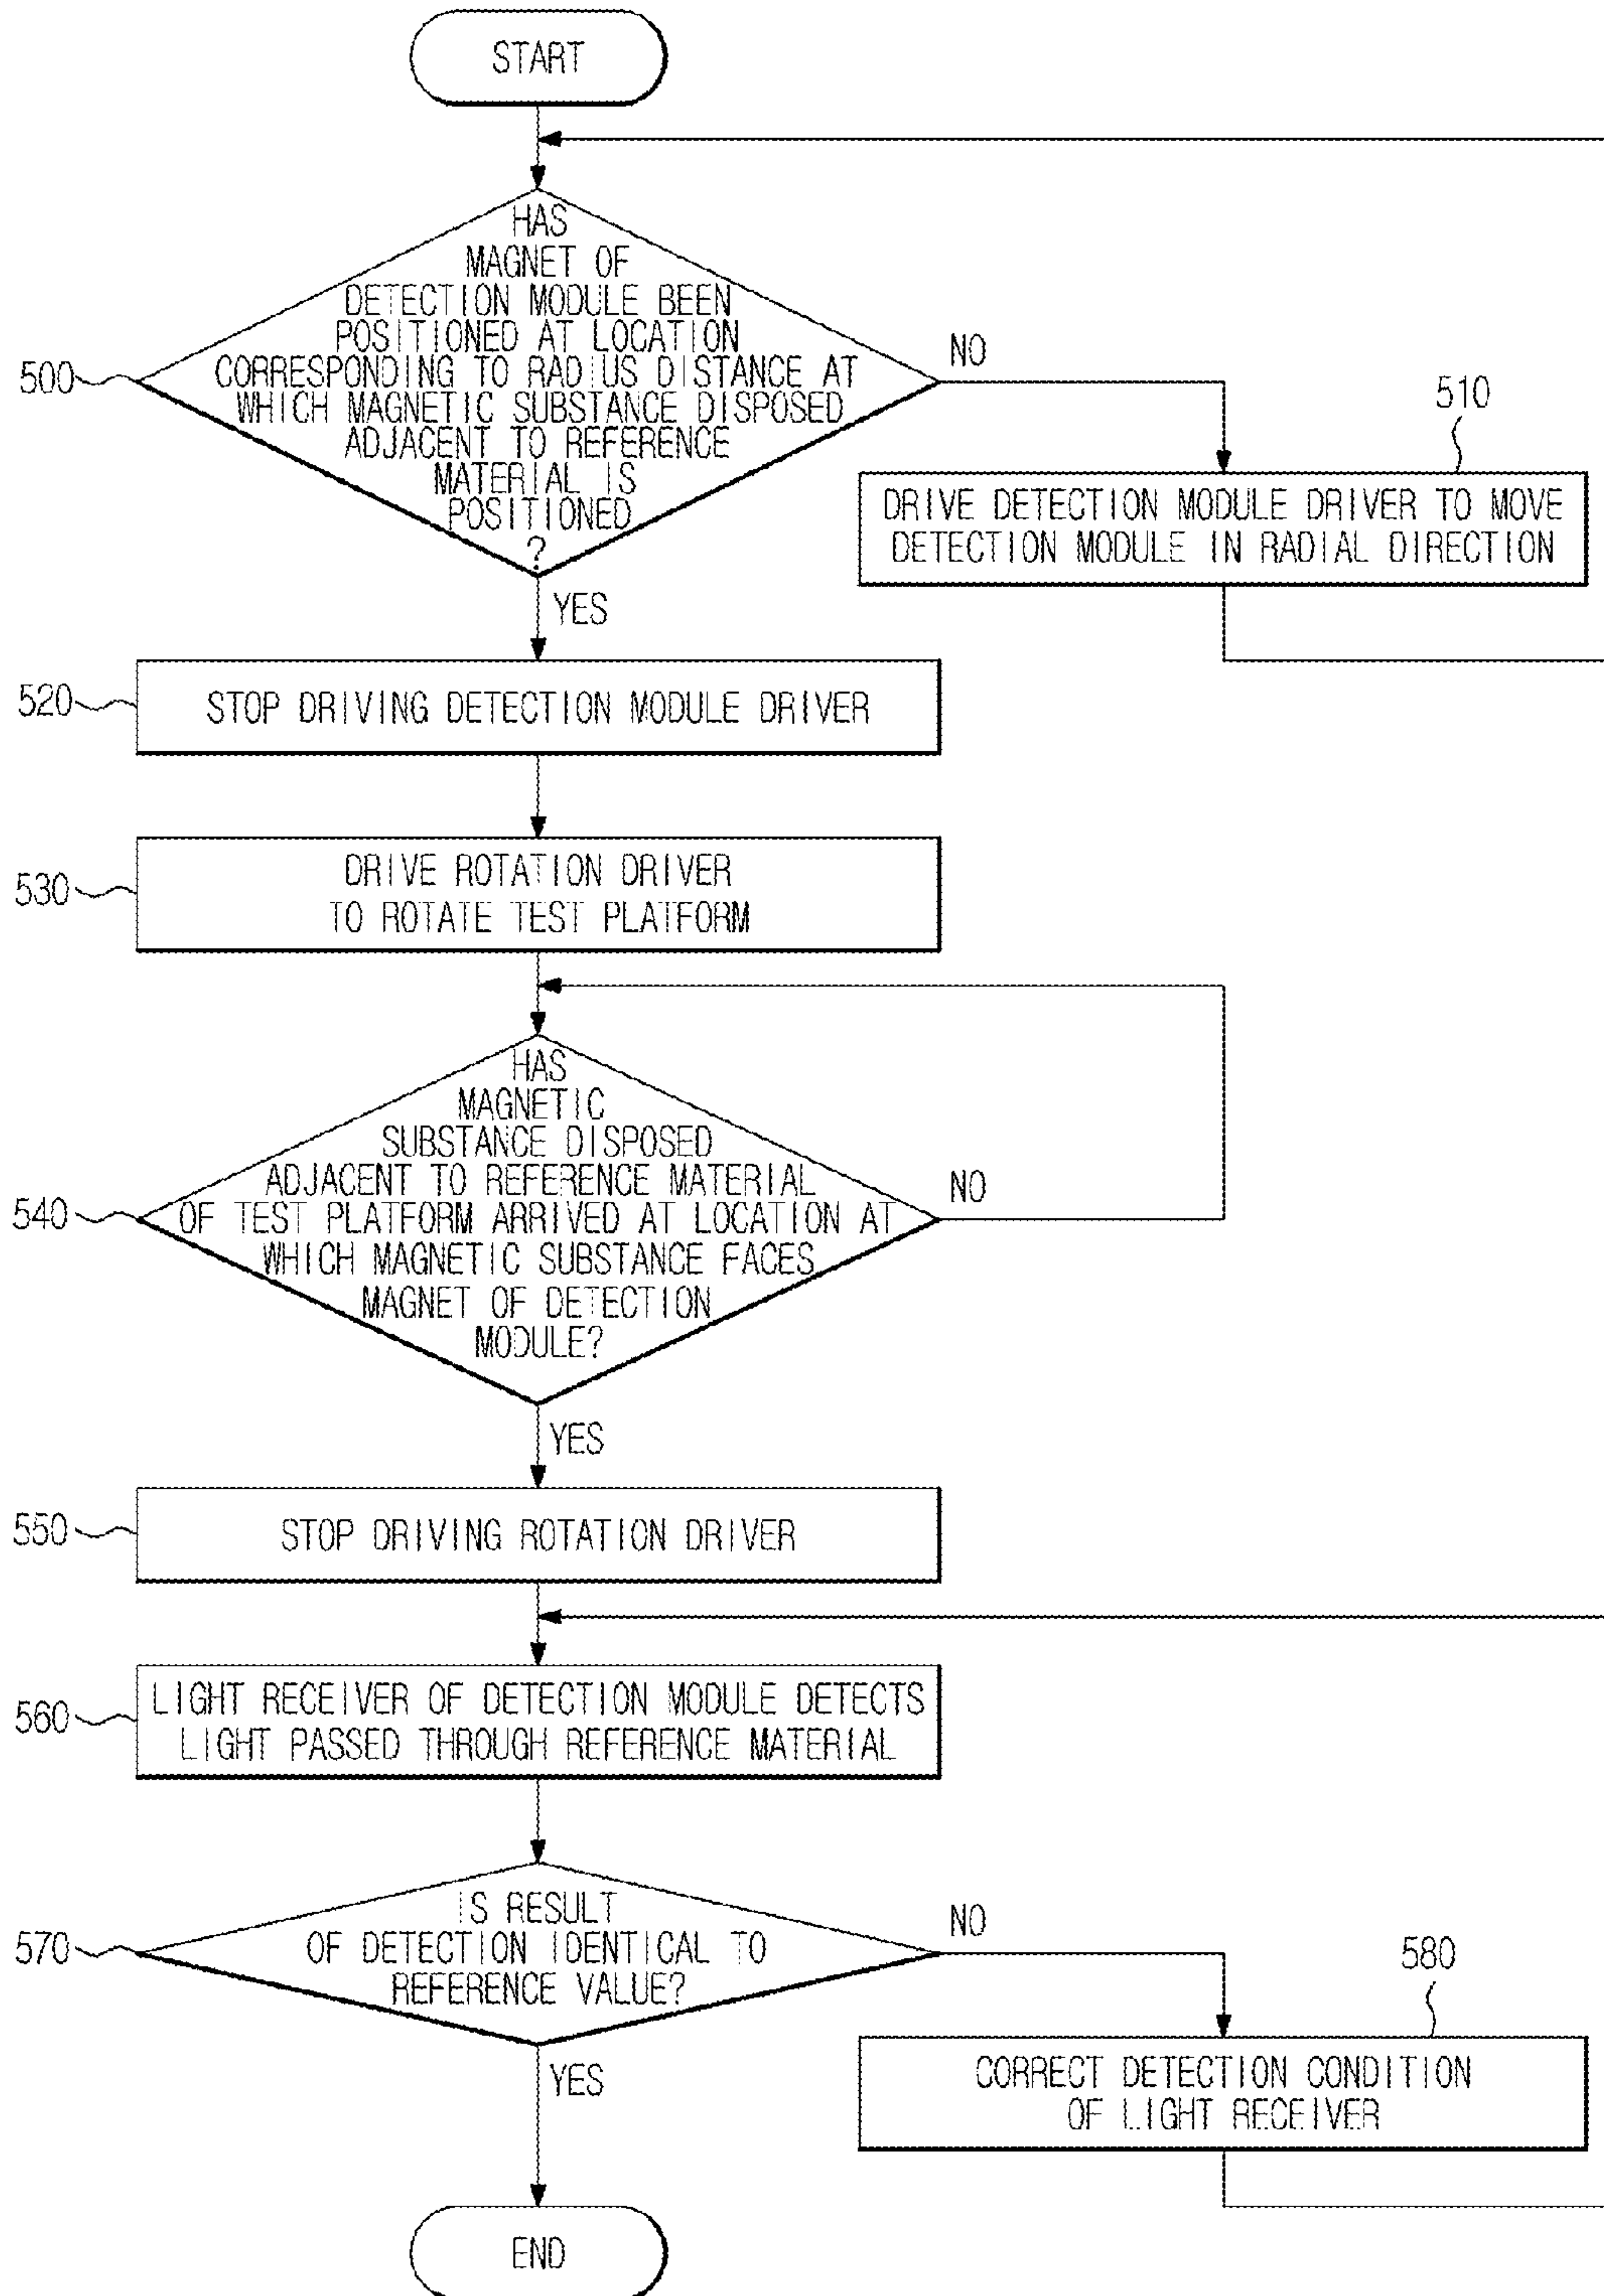 START
HAS
MAGNET OF
DETECTION MODULE BEEN
POSITIONED AT LOCATION
CORRESPONDING TO RADIUS DISTANCE AT
WHICH MAGNETIC SUBSTANCE DISPOSED
ADJACENT TO REFERENCE
MATERIAL IS
POSITIONED
?
500
NO
510
DRIVE DETECTION MODULE DRIVER TO MOVE
DETECTION MODULE IN RADIAL DIRECTION
YES
520
STOP DRIVING DETECTION MODULE DRIVER
530
DRIVE ROTATION DRIVER
TO ROTATE TEST PLATFORM
HAS
MAGNETIC
SUBSTANCE DISPOSED
ADJACENT TO REFERENCE MATERIAL
OF TEST PLATFORM ARRIVED AT LOCATION AT
WHICH MAGNETIC SUBSTANCE FACES
MAGNET OF DETECTION
MODULE?
540
NO
YES
550
STOP DRIVING ROTATION DRIVER
560
LIGHT RECEIVER OF DETECTION MODULE DETECTS
LIGHT PASSED THROUGH REFERENCE MATERIAL
IS RESULT
OF DETECTION IDENTICAL TO
REFERENCE VALUE?
570
NO
580
CORRECT DETECTION CONDITION
OF LIGHT RECEIVER
YES
END